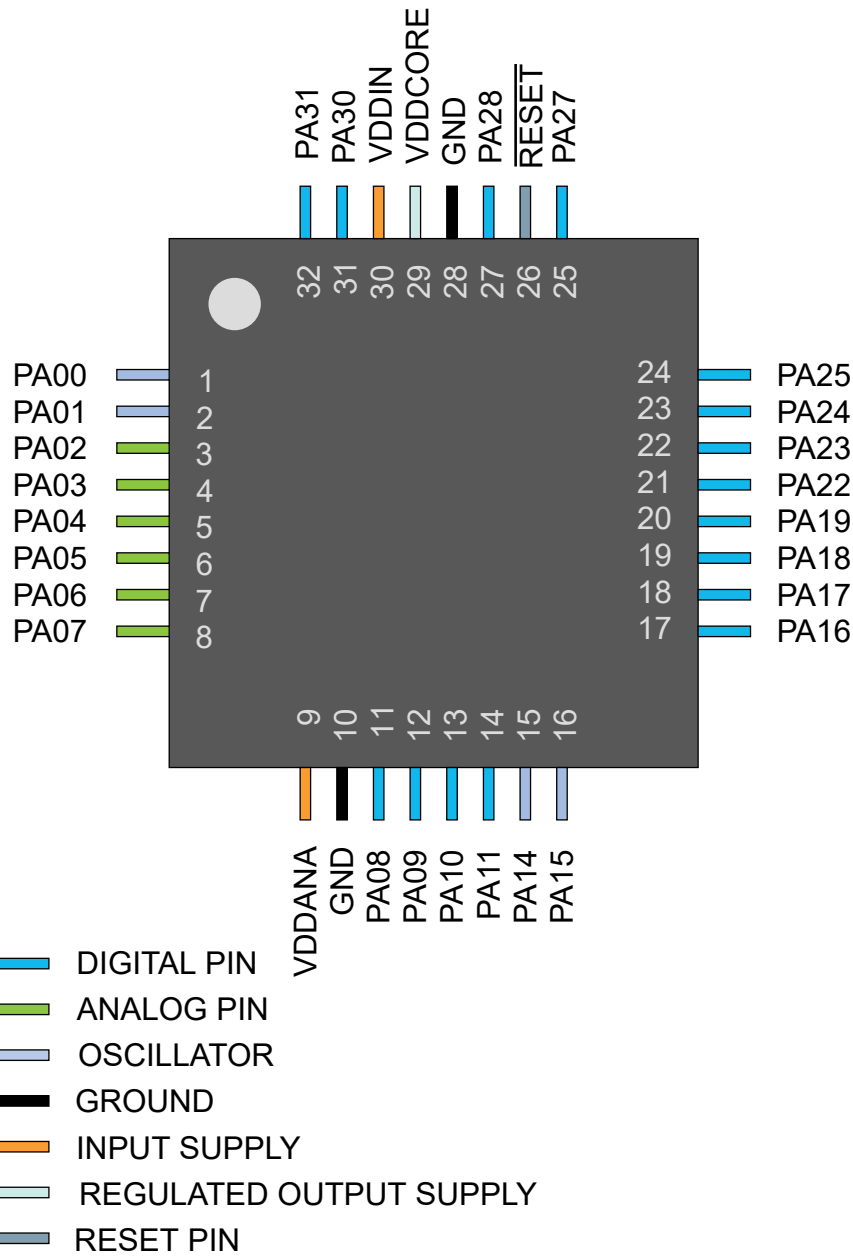 PA31
PA30
VDDIN
VDDCORE
GND
PA28
RESET
PA27
32
31
30
29
28
27
26
25
PA00 1
PA01 2
PA02 3
PA03 4
PA04 5
PA05 6
PA06 7
PA07 8
24 PA25
23 PA24
22 PA23
21 PA22
20 PA19
19 PA18
18 PA17
17 PA16
9
10
11
12
13
14
15
16
VDDANA
GND
PA08
PA09
PA10
PA11
PA14
PA15
DIGITAL PIN
ANALOG PIN
OSCILLATOR
GROUND
INPUT SUPPLY
REGULATED OUTPUT SUPPLY
RESET PIN